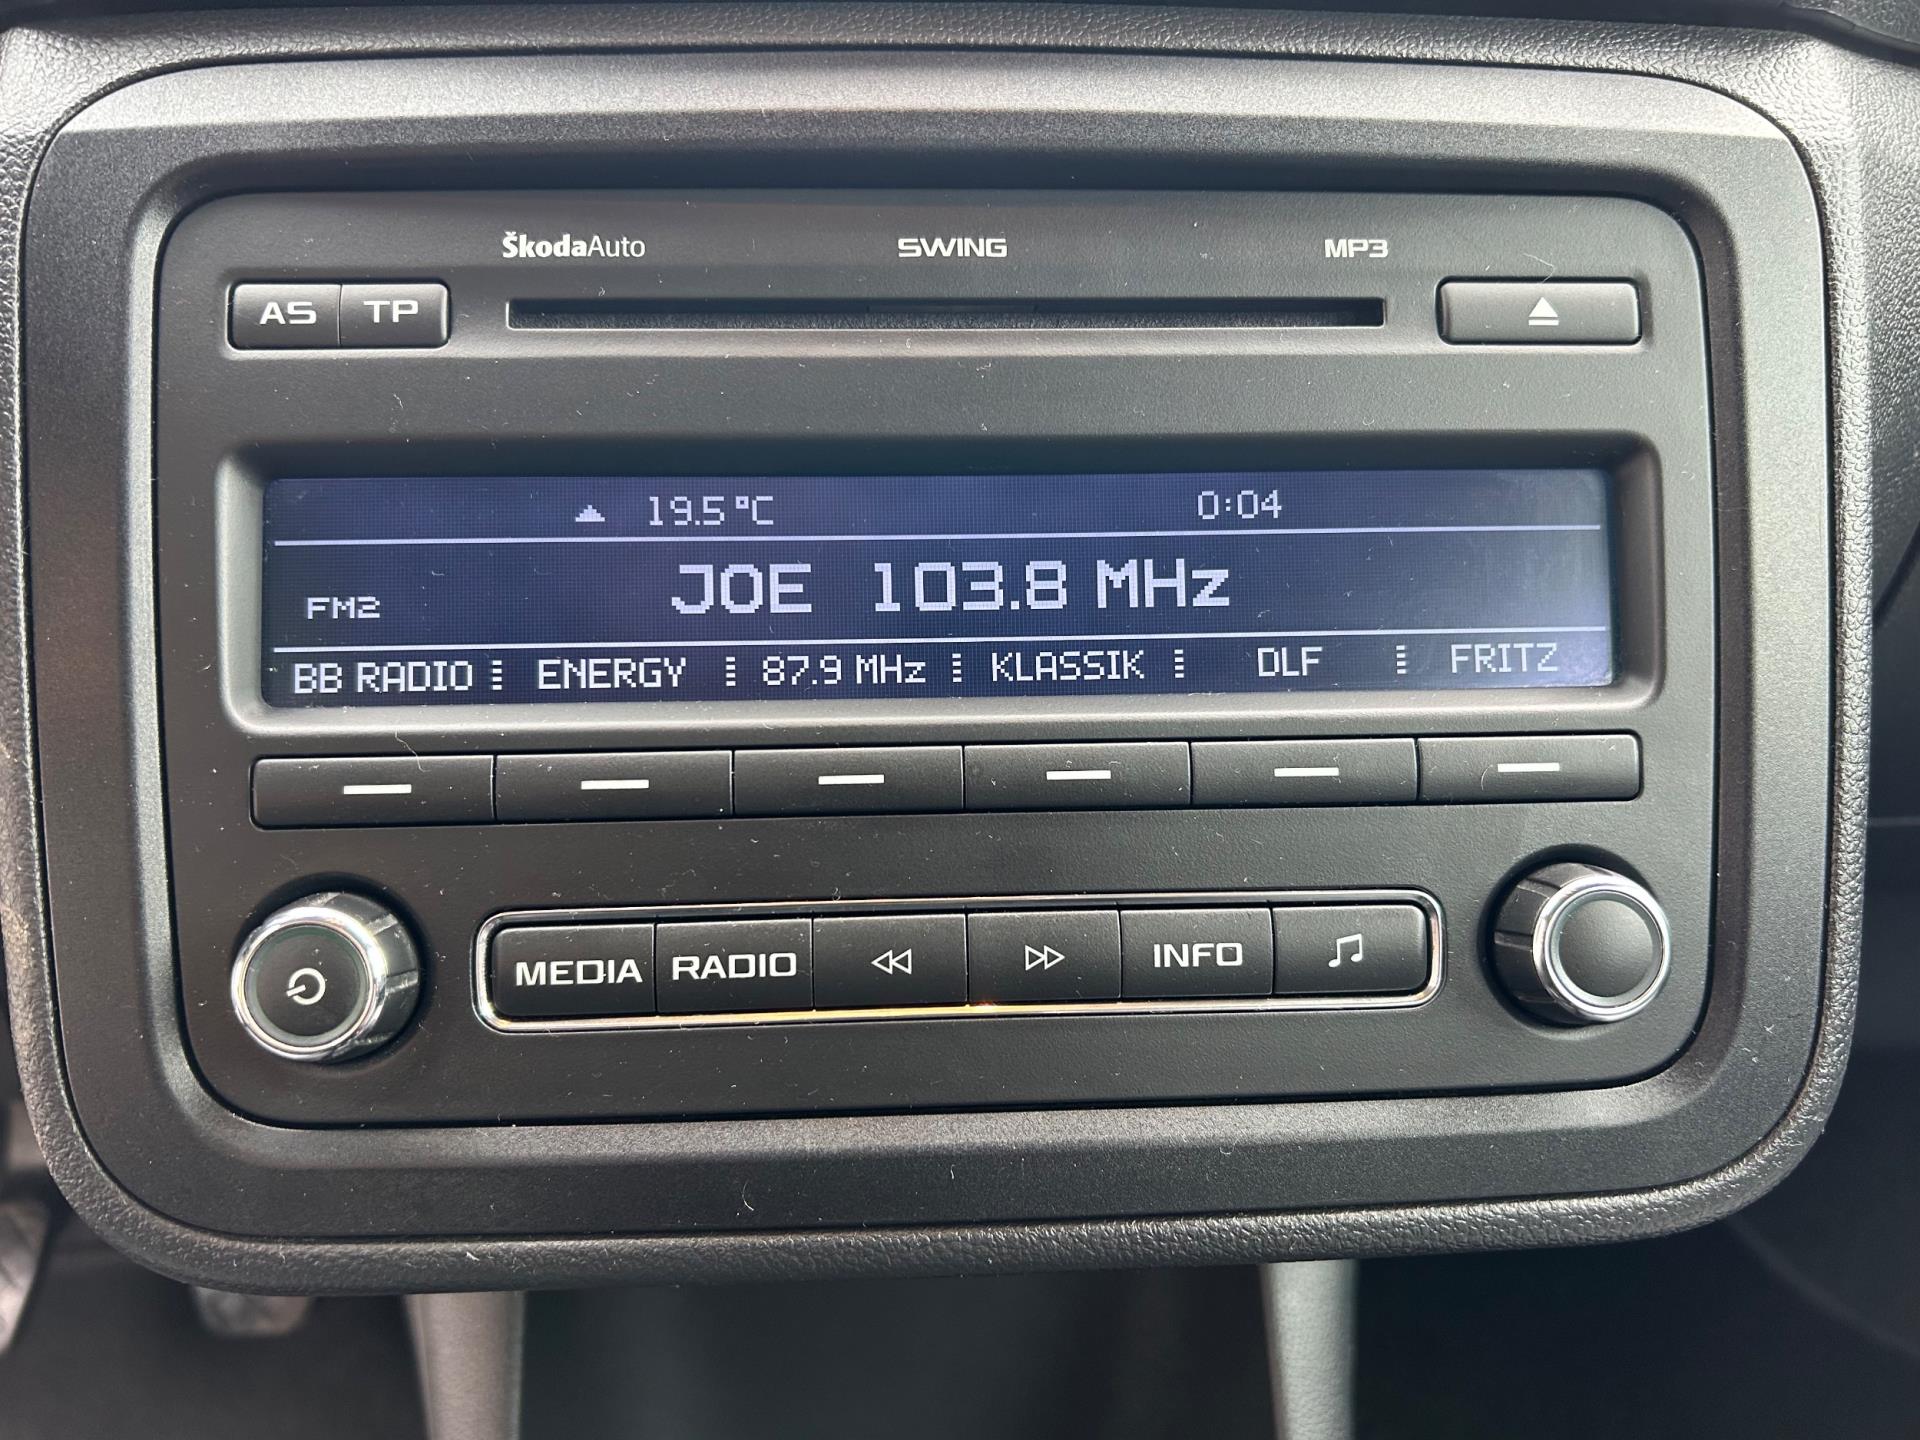 ŠkodaAuto SWING MP3
AS TP
19.5°C 0:04
FM2 JOE 103.8 MHz
BB RADIO ENERGY 87.9 MHz KLASSIK DLF FRITZ
MEDIA RADIO INFO